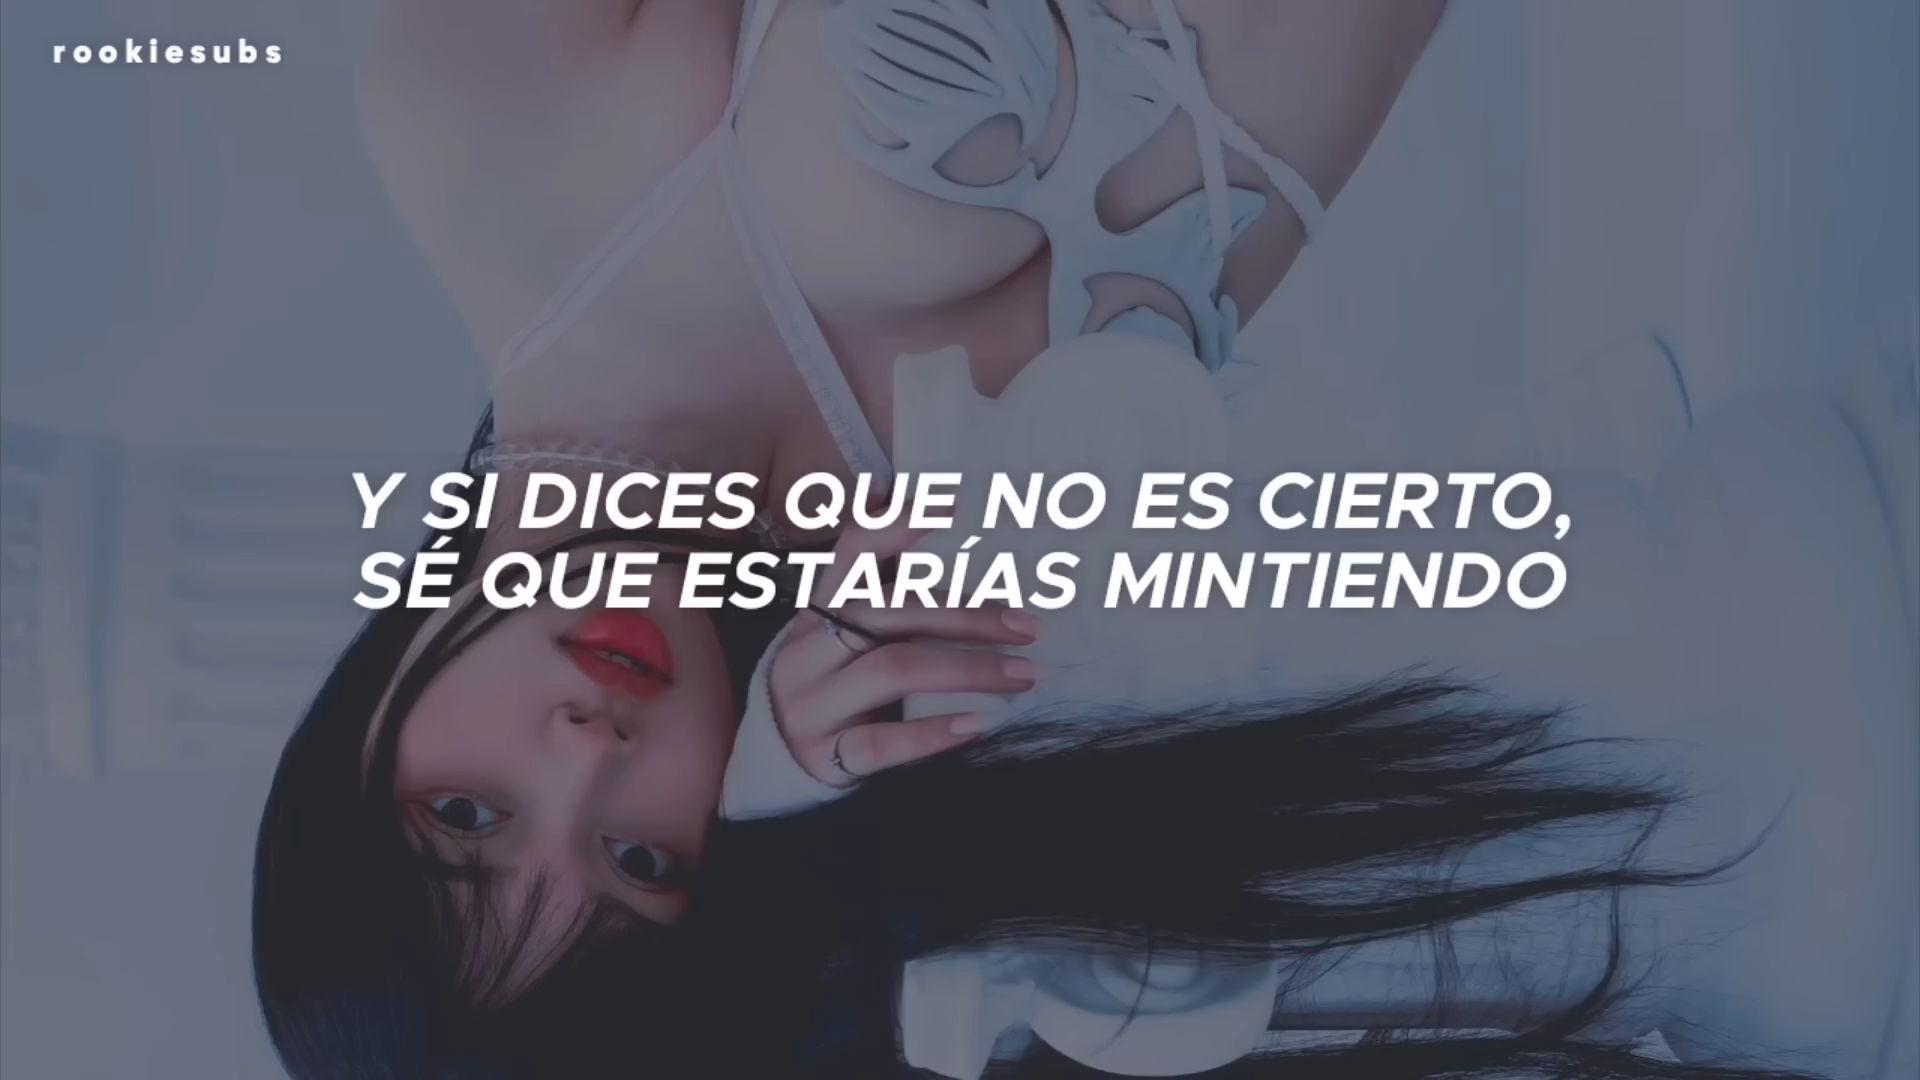 rookiesubs
Y SI DICES QUE NO ES CIERTO,
SÉ QUE ESTARÍAS MINTIENDO